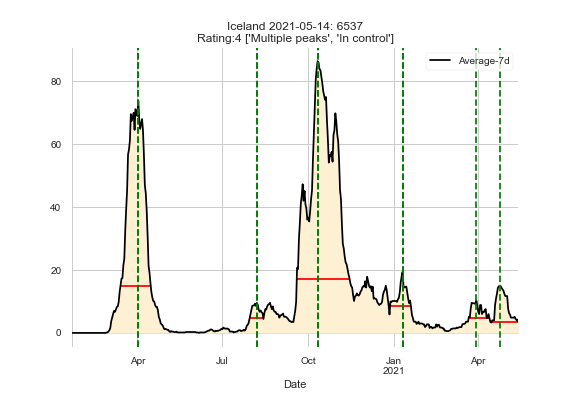 Iceland 2021-05-14: 6537
Rating:4 ['Multiple peaks', 'In control']
Average-7d
80
60
40
20
0
Apr
Jul
Oct
Jan
2021
Apr
Date